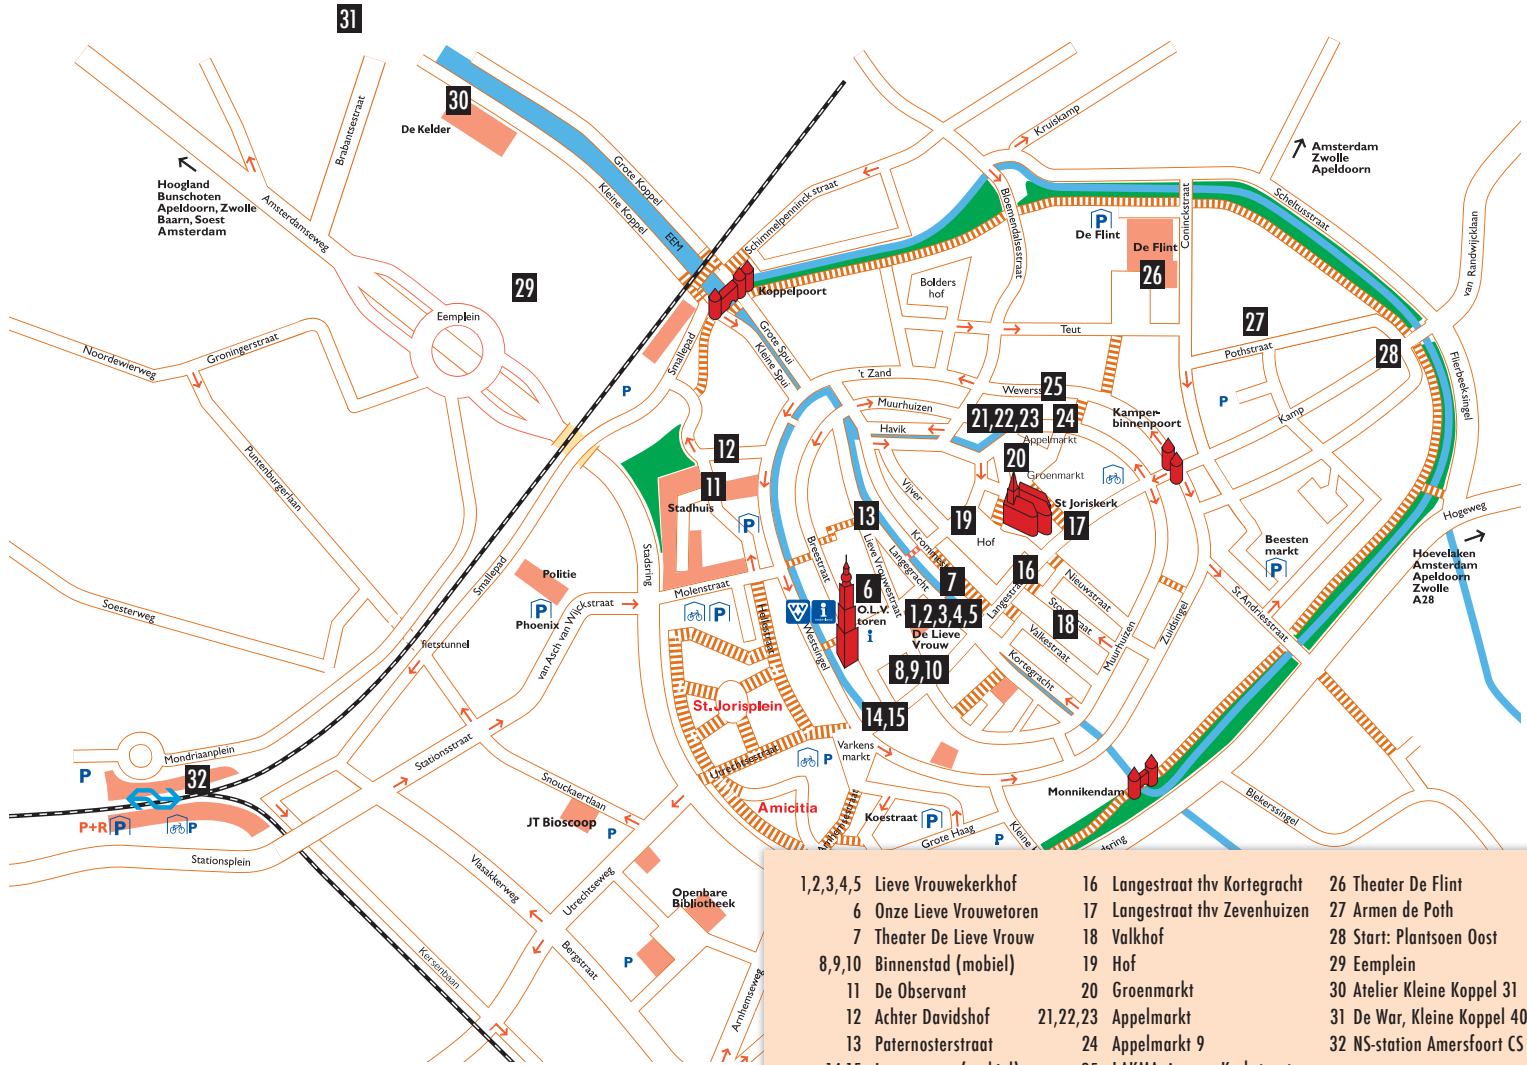 31
30
De Kelder
Brabantsestraat
Hoogland
Bunschoten
Apeldoorn, Zwolle
Baarn, Soest
Amsterdam
Amsterdamseweg
Grote Koppel
Kleine Koppel
EEM
Schimmelpenninckstraat
Kruiskamp
Bloemendalsestraat
Amsterdam
Zwolle
Apeldoorn
Scheltusstraat
van Randwijcklaan
Coninckstraat
P
De Flint
De Flint
26
29
Eemplein
Koppelpoort
Bolders
hof
Teut
27
Pothstraat
28
Flierbeeksingel
Noordewierweg
Groningerstraat
Smallepad
Grote Spui
Kleine Spui
P
't Zand
Muurhuizen
Havik
25
21,22,23
24
Appelmarkt
Kamper-
binnenpoort
P
Kamp
Puntenburgerlaan
12
11
Stadhuis
P
20
Groenmarkt
Vijver
13
19
Hof
St Joriskerk
17
Hogeweg
Beesten
markt
P
Hoevelaken
Amsterdam
Apeldoorn
Zwolle
A28
Soesterweg
Smallepad
Politie
P
Phoenix
Stadsring
Molenstraat
P
Breestraat
Lieve Vrouwestraat
Langegracht
7
16
Nieuwstraat
6
O.L.V.
toren
i
VVV
i
1,2,3,4,5
De Lieve
Vrouw
Langestraat
18
Valkestraat
Muurhuizen
Zuidsingel
St.Andriesstraat
fietstunnel
van Asch van Wijckstraat
Hellestraat
Westsingel
8,9,10
Kortegracht
St.Jorisplein
14,15
Varkens
markt
Utrechtsestraat
P
Mondriaanplein
P
32
Stationsstraat
P+R
P
P
Stationsplein
Snouckaertlaan
JT Bioscoop
P
Amicitia
Koestraat
P
Grote Haag
P
Monnikendam
Blekerssingel
Vlasakkerweg
Utrechtseweg
Openbare
Bibliotheek
P
Bergstraat
Kersenbaan
Arnhemseweg
1,2,3,4,5 Lieve Vrouwekerkhof
6 Onze Lieve Vrouwetoren
7 Theater De Lieve Vrouw
8,9,10 Binnenstad (mobiel)
11 De Observant
12 Achter Davidshof
13 Paternosterstraat
16 Langestraat thv Kortegracht
17 Langestraat thv Zevenhuizen
18 Valkhof
19 Hof
20 Groenmarkt
21,22,23 Appelmarkt
24 Appelmarkt 9
26 Theater De Flint
27 Armen de Poth
28 Start: Plantsoen Oost
29 Eemplein
30 Atelier Kleine Koppel 31
31 De War, Kleine Koppel 40
32 NS-station Amersfoort CS